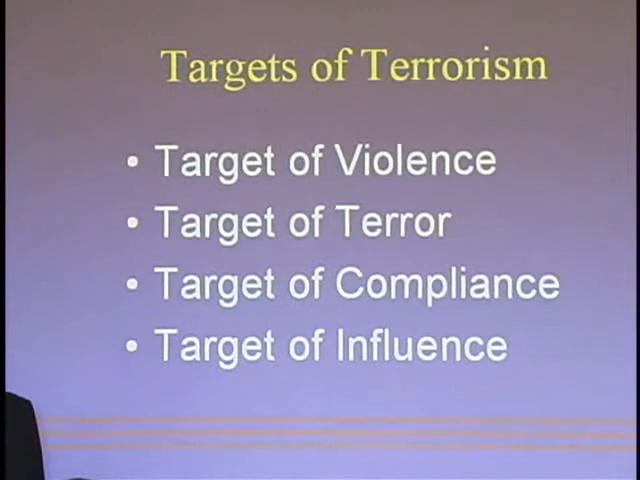 Targets of Terrorism
• Target of Violence
• Target of Terror
• Target of Compliance
• Target of Influence